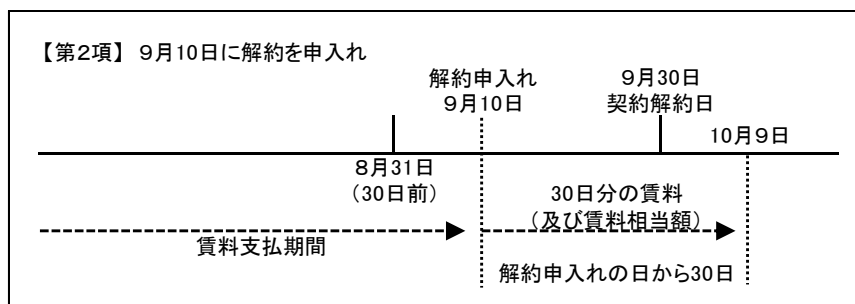 【第2項】 9月10日に解約を申入れ
解約申入れ
9月10日
9月30日
契約解約日
10月9日
8月31日
(30日前)
30日分の賃料
(及び賃料相当額)
賃料支払期間
解約申入れの日から30日